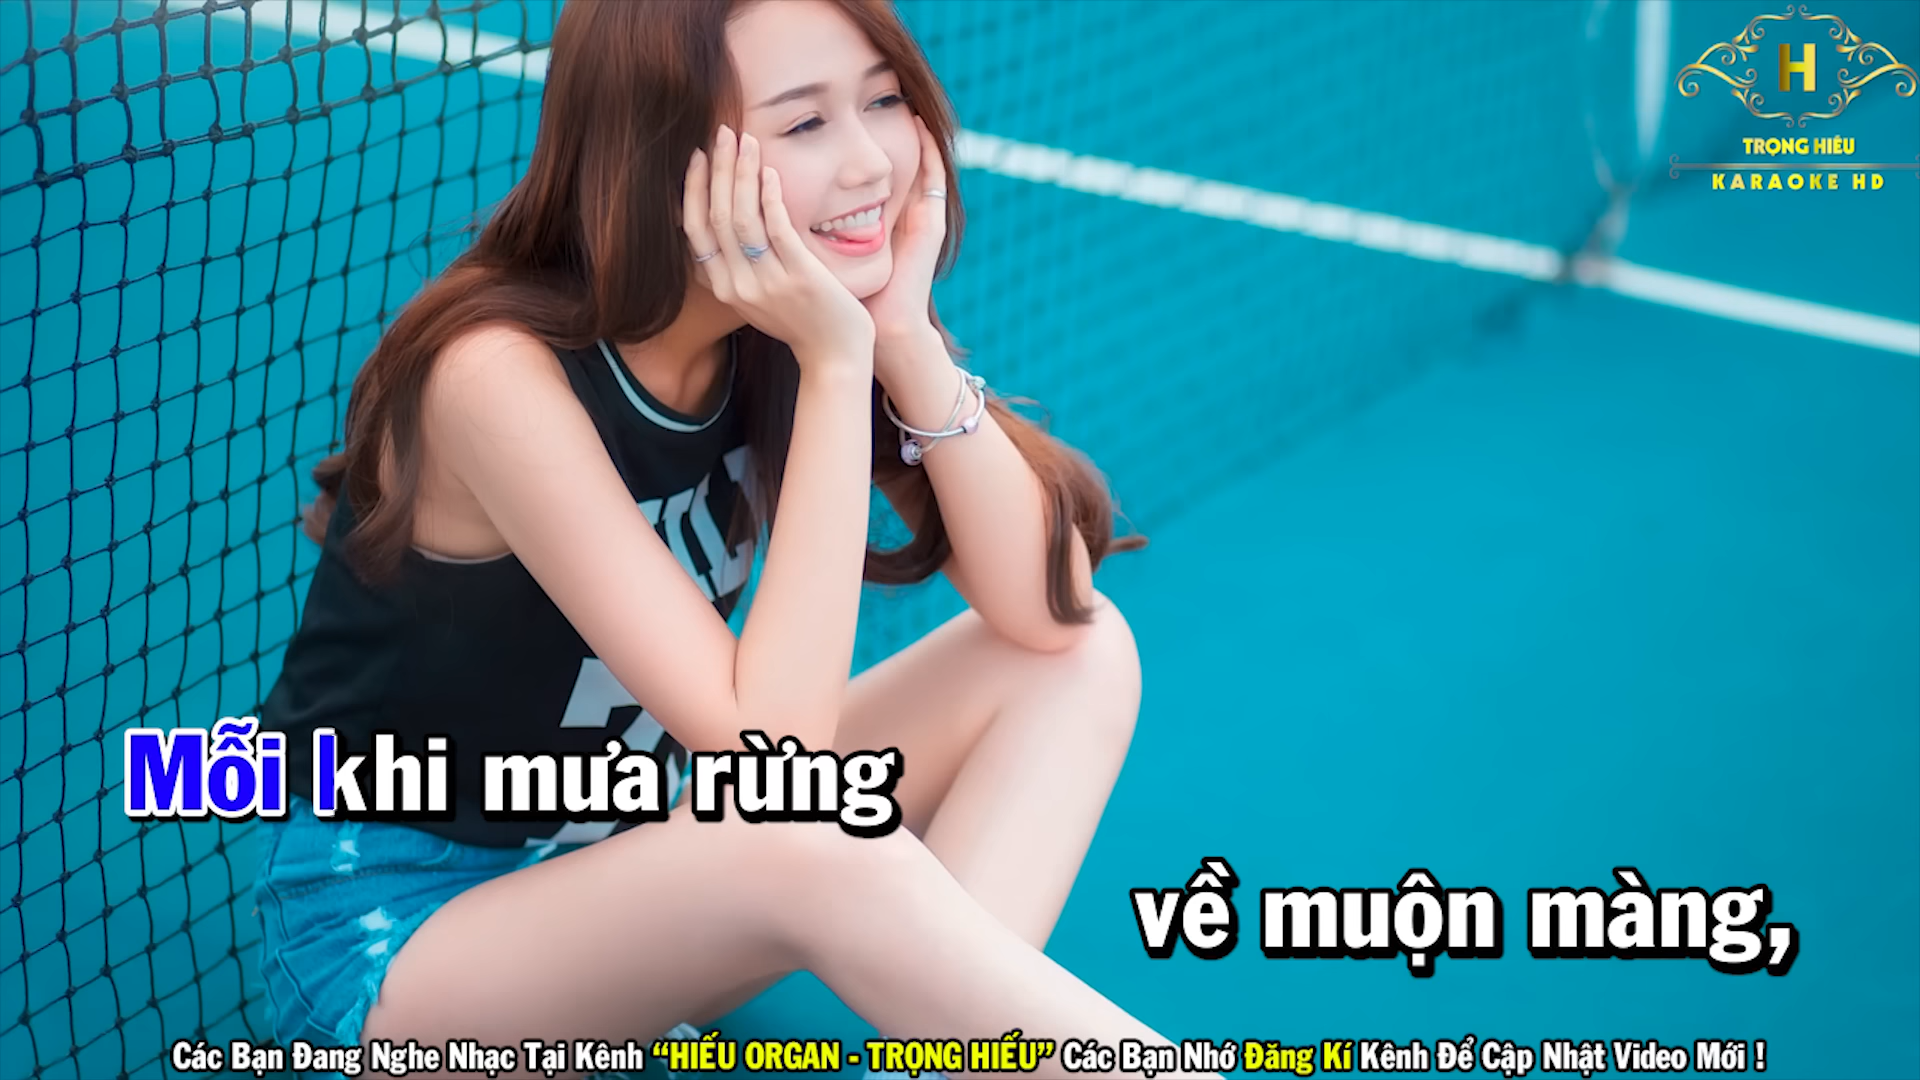 H
TRỌNG HIẾU
KARAOKE HD
Mỗi khi mưa rừng
về muộn màng,
Các Bạn Đang Nghe Nhạc Tại Kênh “HIẾU ORGAN - TRỌNG HIẾU” Các Bạn Nhớ Đăng Kí Kênh Để Cập Nhật Video Mới !